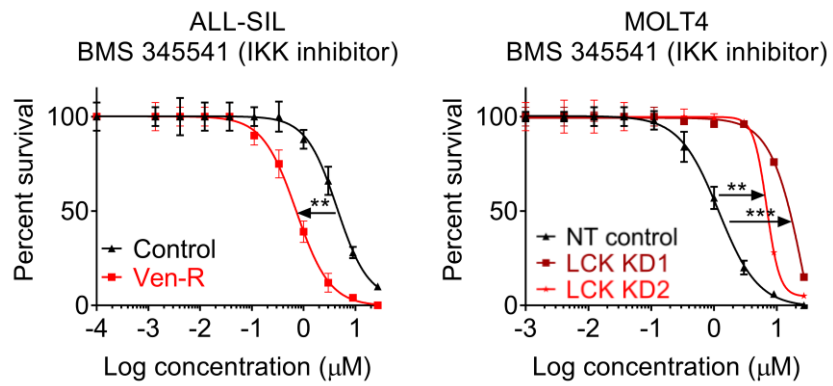 ALL-SIL
BMS 345541 (IKK inhibitor)
Percent survival
100
50
0
**
Control
Ven-R
-4 -3 -2 -1 0 1
Log concentration (μM)
MOLT4
BMS 345541 (IKK inhibitor)
Percent survival
100
50
0
**
***
NT control
LCK KD1
LCK KD2
-3 -2 -1 0 1
Log concentration (μM)